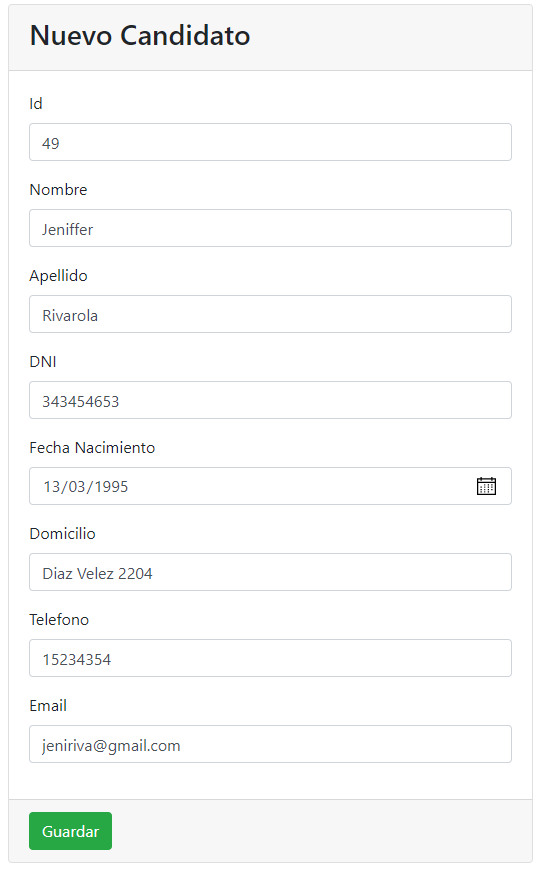 Nuevo Candidato
Id
49
Nombre
Jeniffer
Apellido
Rivarola
DNI
343454653
Fecha Nacimiento
13/03/1995
Domicilio
Diaz Velez 2204
Telefono
15234354
Email
jeniriva@gmail.com
Guardar